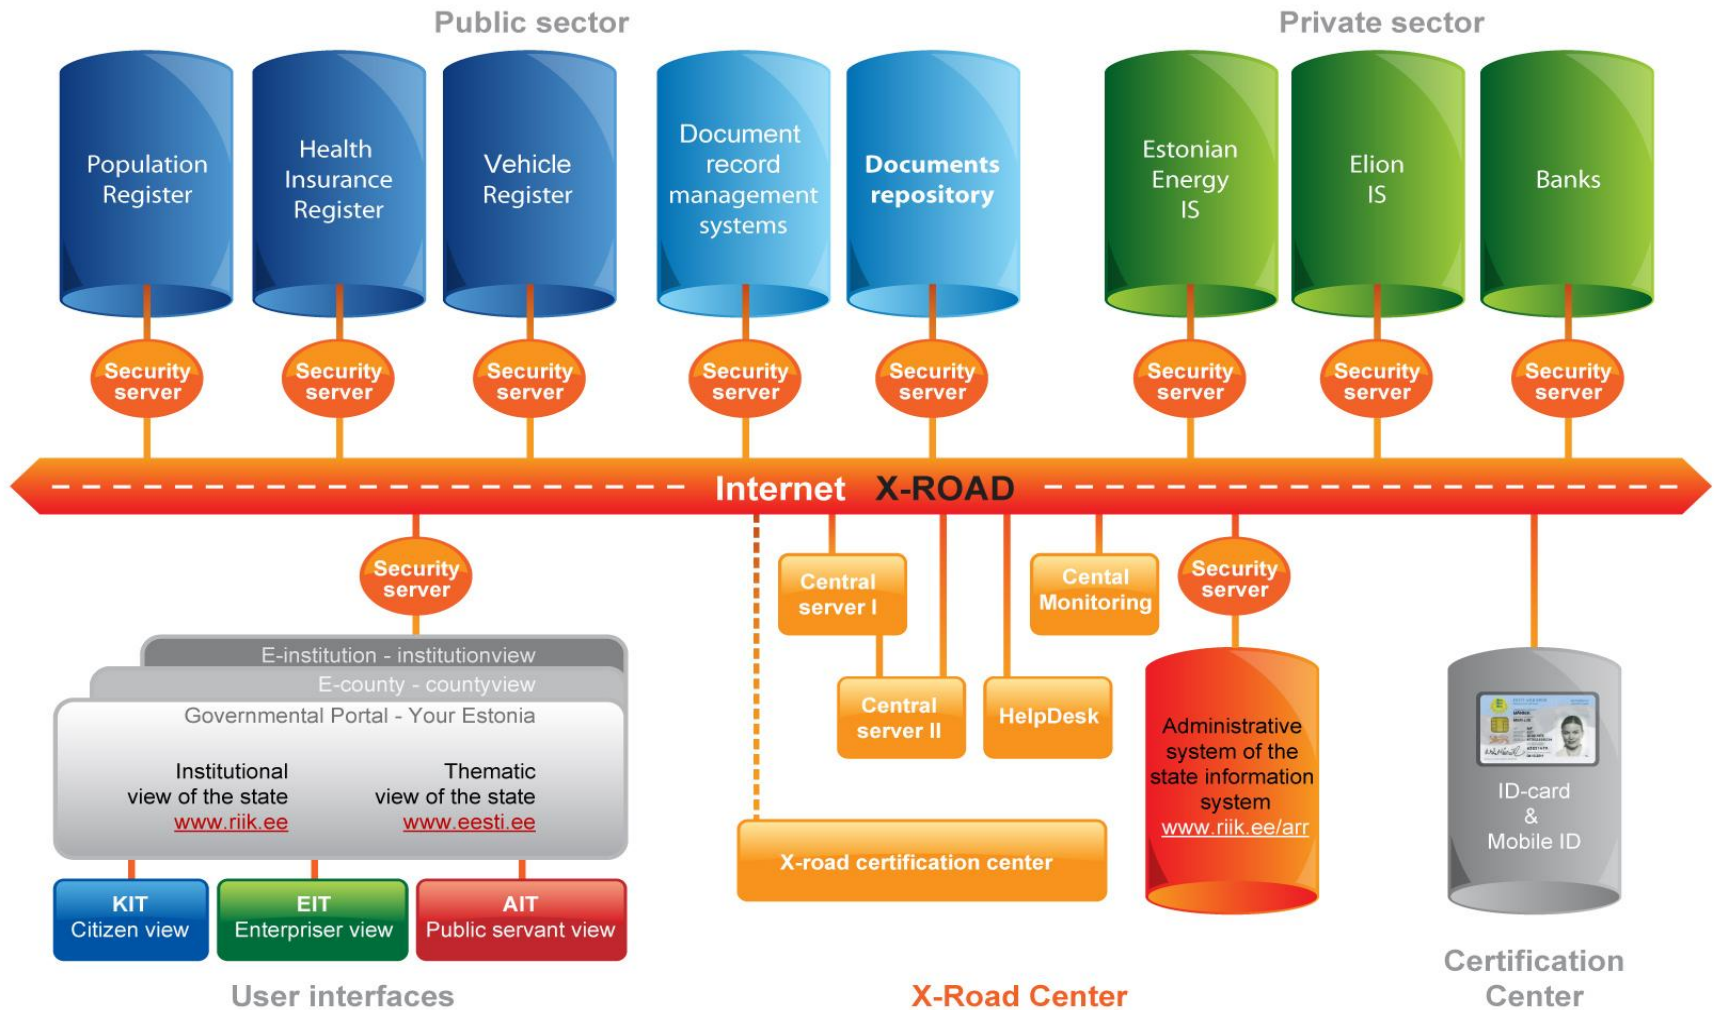 Public sector
Private sector
Population
Register
Health
Insurance
Register
Vehicle
Register
Document
record
management
systems
Documents
repository
Estonian
Energy
IS
Elion
IS
Banks
Security
server
Security
server
Security
server
Security
server
Security
server
Security
server
Security
server
Security
server
Internet X-ROAD
Security
server
E-institution - institutionview
E-county - countyview
Governmental Portal - Your Estonia
Institutional
view of the state
www.riik.ee
Thematic
view of the state
www.eesti.ee
KIT
Citizen view
EIT
Enterpriser view
AIT
Public servant view
User interfaces
Central
server I
Cental
Monitoring
Central
server II
HelpDesk
X-road certification center
Security
server
Administrative
system of the
state information
system
www.riik.ee/arr
X-Road Center
ID-card
&
Mobile ID
Certification
Center